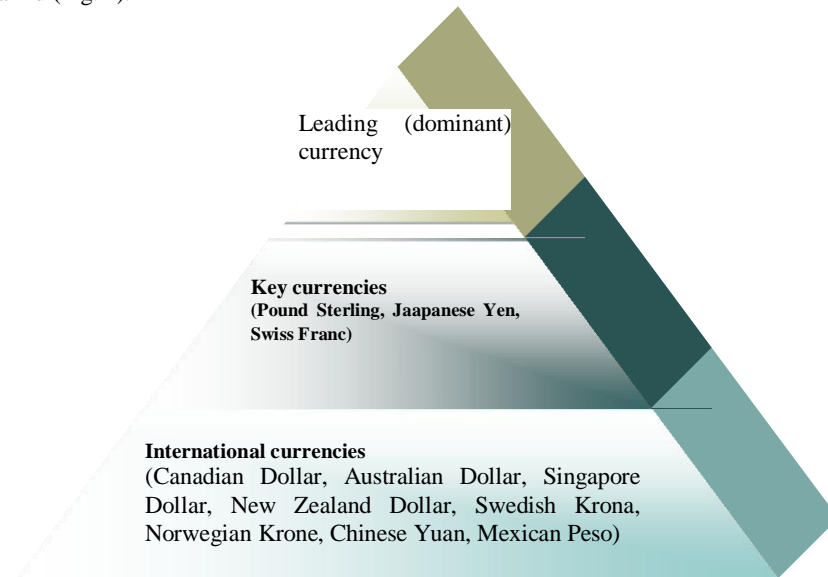 Leading (dominant)
currency
Key currencies
(Pound Sterling, Jaapanese Yen,
Swiss Franc)
International currencies
(Canadian Dollar, Australian Dollar, Singapore
Dollar, New Zealand Dollar, Swedish Krona,
Norwegian Krone, Chinese Yuan, Mexican Peso)